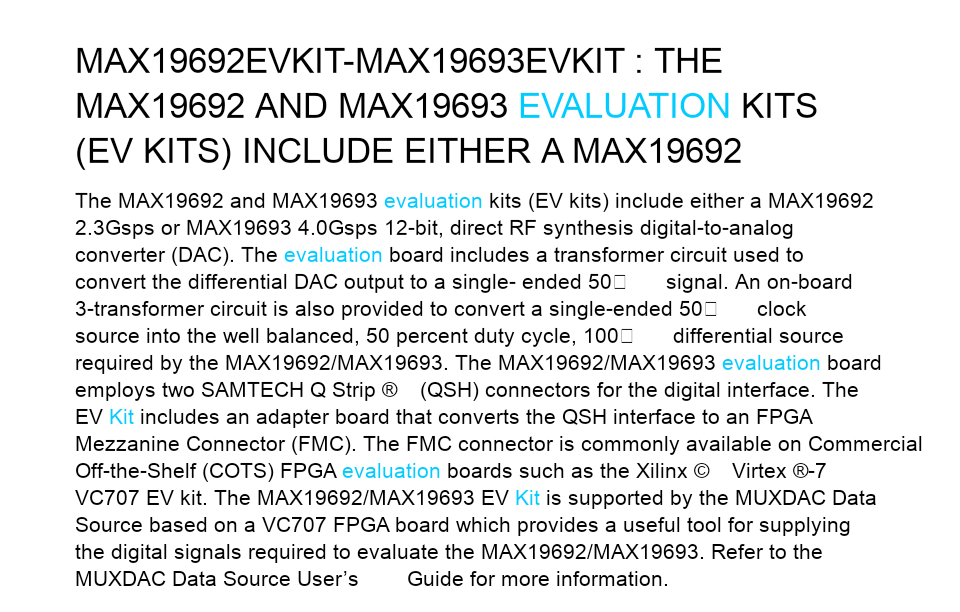 MAX19692EVKIT-MAX19693EVKIT : THE
MAX19692 AND MAX19693 EVALUATION KITS
(EV KITS) INCLUDE EITHER A MAX19692
The MAX19692 and MAX19693 evaluation kits (EV kits) include either a MAX19692
2.3Gsps or MAX19693 4.0Gsps 12-bit, direct RF synthesis digital-to-analog
converter (DAC). The evaluation board includes a transformer circuit used to
convert the differential DAC output to a single- ended 50□ signal. An on-board
3-transformer circuit is also provided to convert a single-ended 50□ clock
source into the well balanced, 50 percent duty cycle, 100□ differential source
required by the MAX19692/MAX19693. The MAX19692/MAX19693 evaluation board
employs two SAMTECH Q Strip ® (QSH) connectors for the digital interface. The
EV Kit includes an adapter board that converts the QSH interface to an FPGA
Mezzanine Connector (FMC). The FMC connector is commonly available on Commercial
Off-the-Shelf (COTS) FPGA evaluation boards such as the Xilinx © Virtex ®-7
VC707 EV kit. The MAX19692/MAX19693 EV Kit is supported by the MUXDAC Data
Source based on a VC707 FPGA board which provides a useful tool for supplying
the digital signals required to evaluate the MAX19692/MAX19693. Refer to the
MUXDAC Data Source User’s Guide for more information.